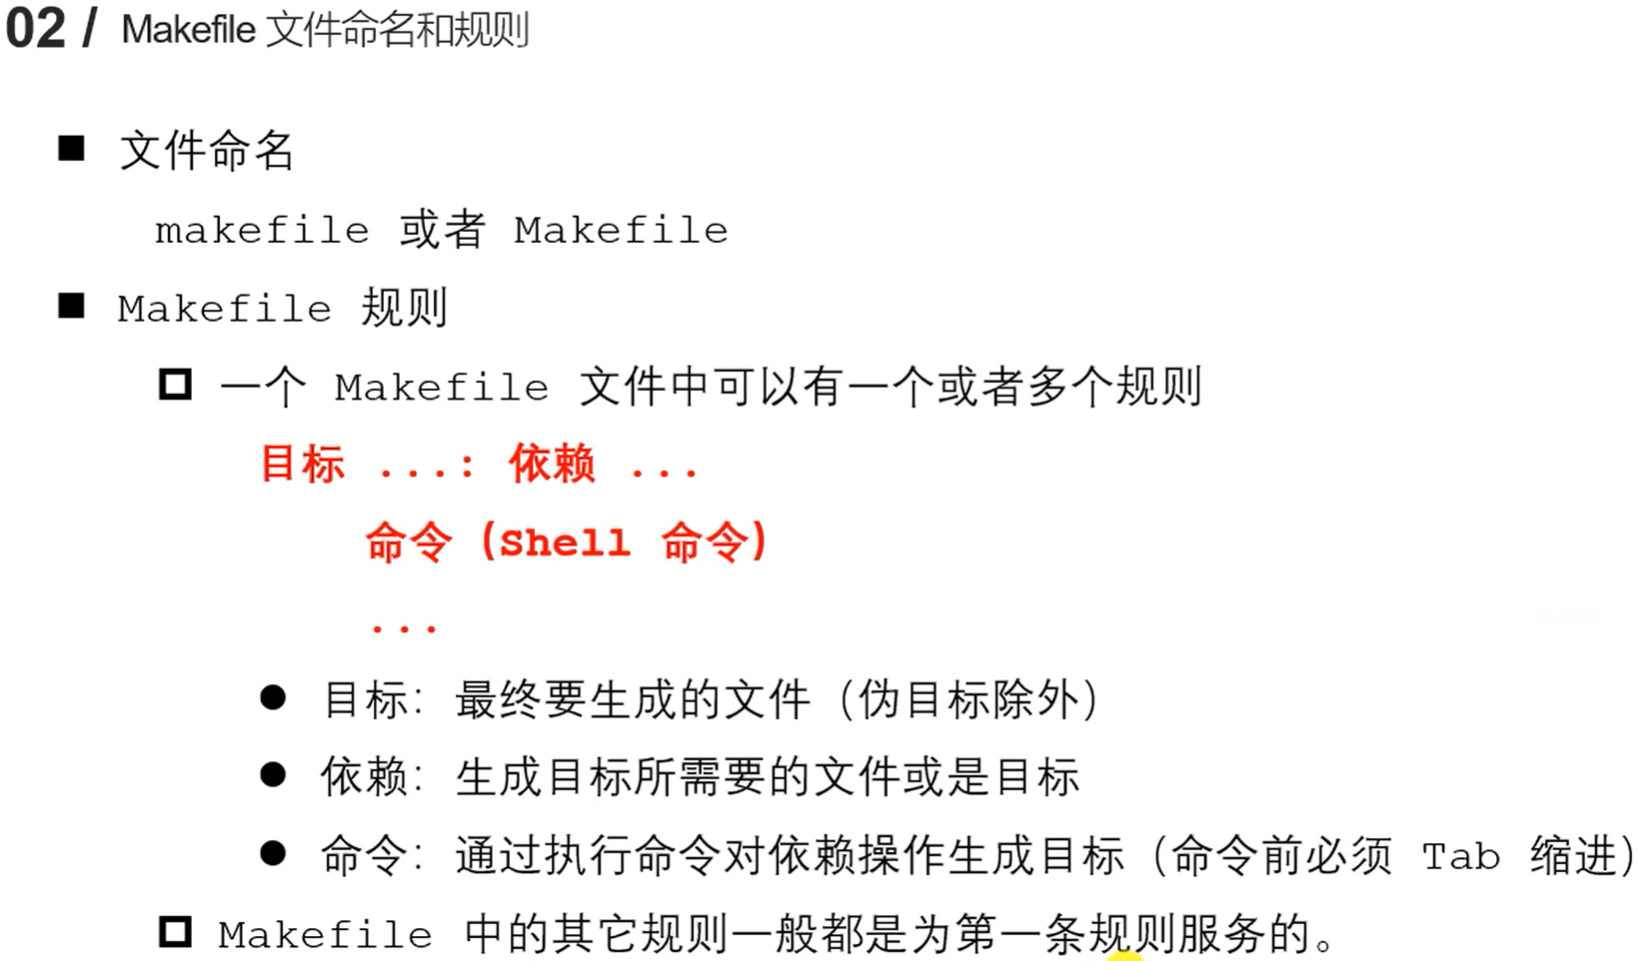 02 / Makefile 文件命名和规则
■ 文件命名
makefile 或者 Makefile
■ Makefile 规则
一个 Makefile 文件中可以有一个或者多个规则
目标 ...: 依赖 ...
命令（Shell 命令）
...
● 目标：最终要生成的文件（伪目标除外）
● 依赖：生成目标所需要的文件或是目标
● 命令：通过执行命令对依赖操作生成目标（命令前必须 Tab 缩进）
Makefile 中的其它规则一般都是为第一条规则服务的。